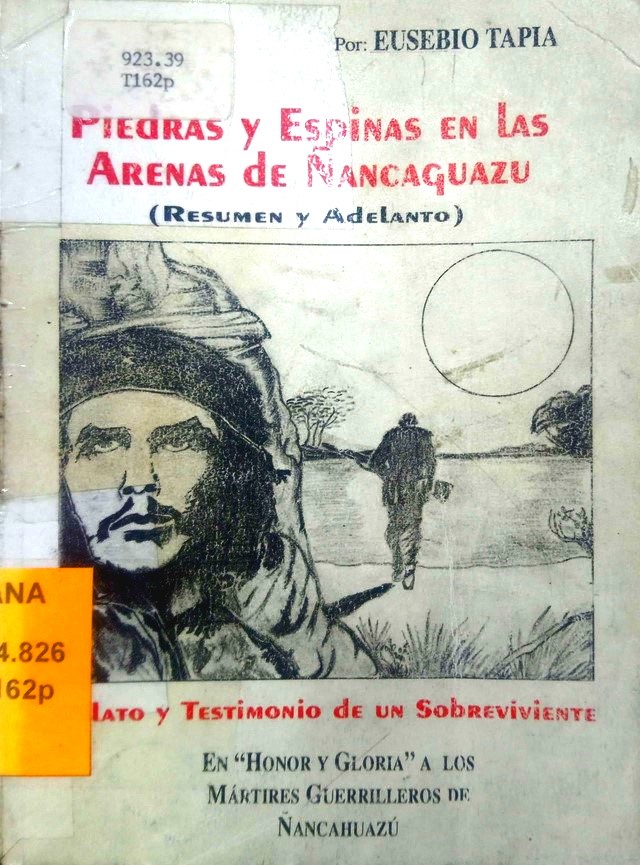 923.39
T162p
Por: EUSEBIO TAPIA
Piedras y Espinas en las
Arenas de Ñancaguazu
(Resumen y Adelanto)
ANA
4.826
162p
lato y Testimonio de un Sobreviviente
En "Honor y Gloria" a los
Mártires Guerrilleros de
Ñancahuazú